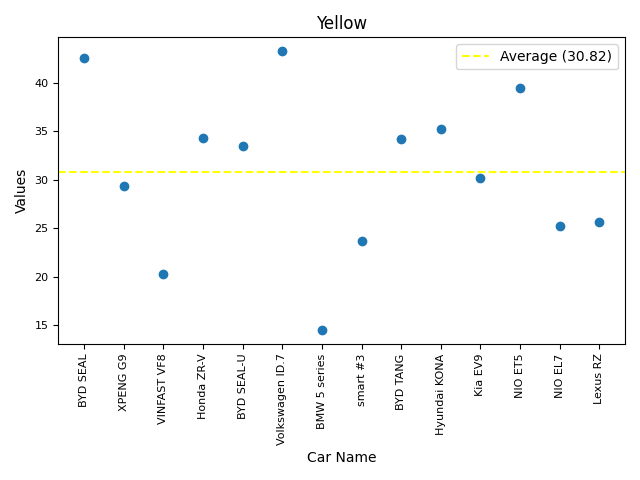 Yellow
Average (30.82)
Values
40
35
30
25
20
15
BYD SEAL
XPENG G9
VINFAST VF8
Honda ZR-V
BYD SEAL-U
Volkswagen ID.7
BMW 5 series
smart #3
BYD TANG
Hyundai KONA
Kia EV9
NIO ET5
NIO EL7
Lexus RZ
Car Name